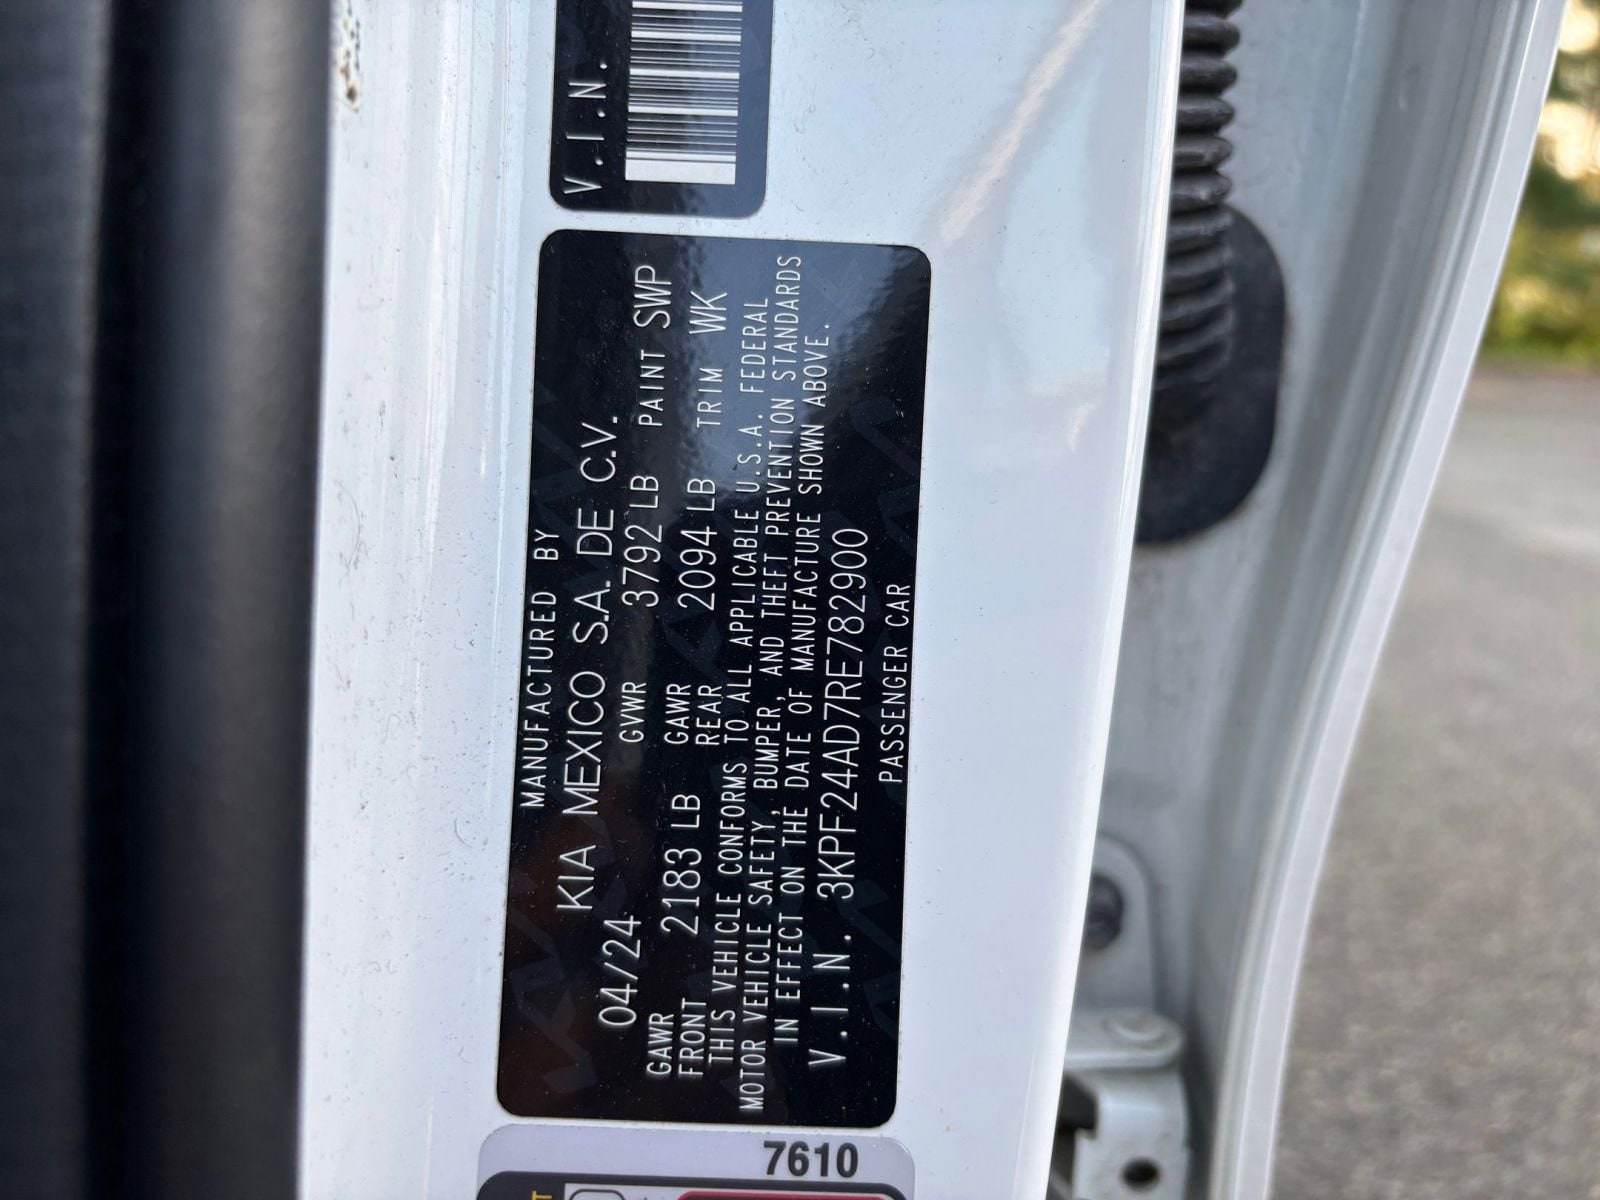 V.I.N.
MANUFACTURED BY
KIA MEXICO S.A. DE C.V.
04/24 GVWR 3792 LB PAINT SWP
GAWR FRONT 2183 LB GAWR REAR 2094 LB TRIM WK
THIS VEHICLE CONFORMS TO ALL APPLICABLE U.S.A. FEDERAL
MOTOR VEHICLE SAFETY, BUMPER, AND THEFT PREVENTION STANDARDS
IN EFFECT ON THE DATE OF MANUFACTURE SHOWN ABOVE.
V.I.N. 3KPF24AD7RE782900
PASSENGER CAR
7610